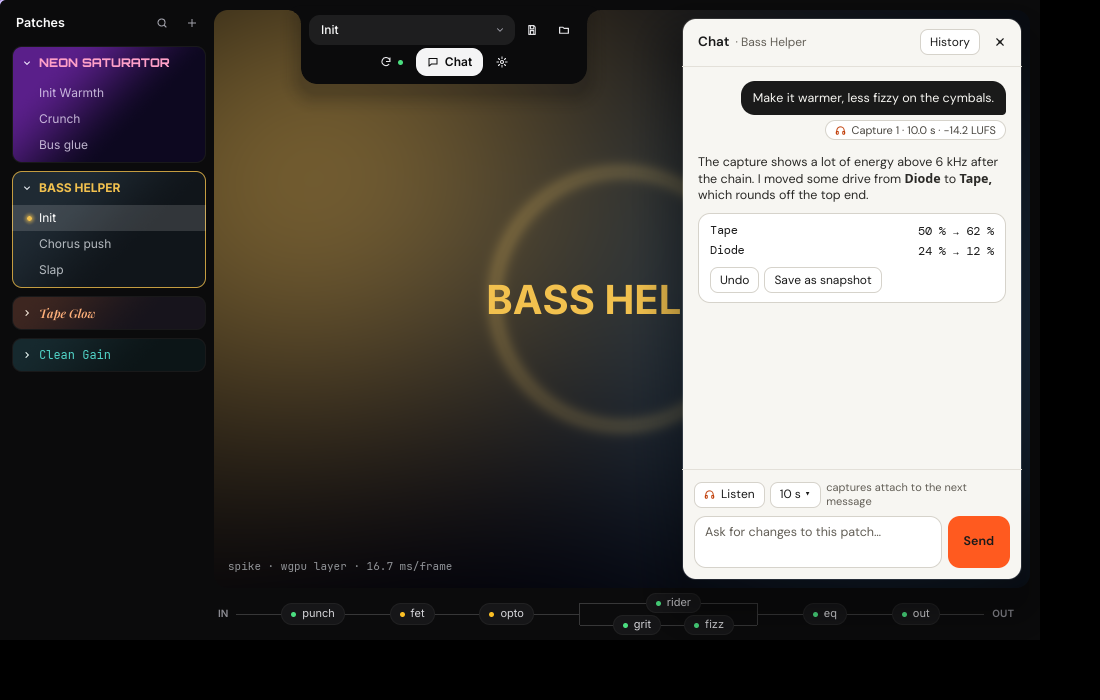 Patches
NEON SATURATOR
Init Warmth
Crunch
Bus glue
BASS HELPER
Init
Chorus push
Slap
Tape Glow
Clean Gain
Init
Chat
BASS HEL
spike · wgpu layer · 16.7 ms/frame
Chat · Bass Helper
History
Make it warmer, less fizzy on the cymbals.
Capture 1 · 10.0 s · -14.2 LUFS
The capture shows a lot of energy above 6 kHz after
the chain. I moved some drive from Diode to Tape,
which rounds off the top end.
Tape 50 % → 62 %
Diode 24 % → 12 %
Undo Save as snapshot
Listen 10 s captures attach to the next
message
Ask for changes to this patch…
Send
IN punch fet opto rider grit fizz eq out OUT